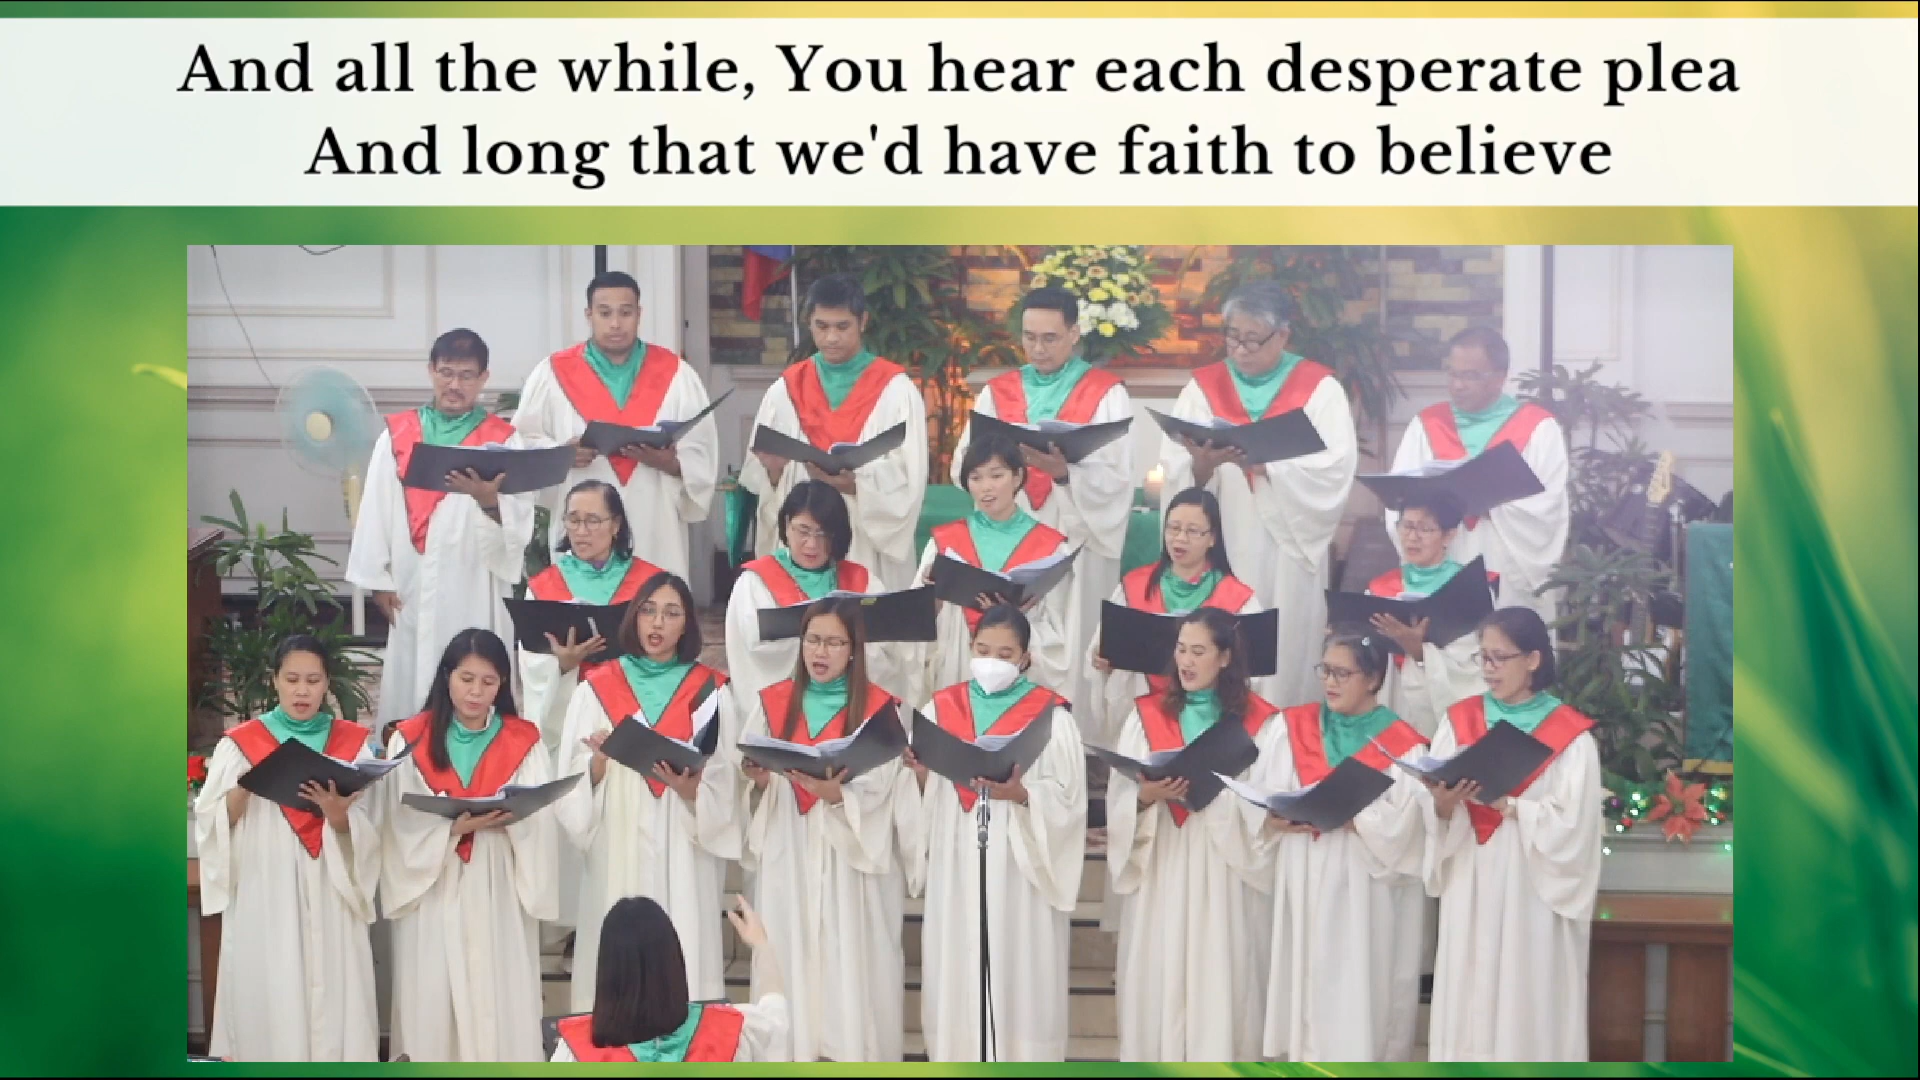 And all the while, You hear each desperate plea
And long that we'd have faith to believe